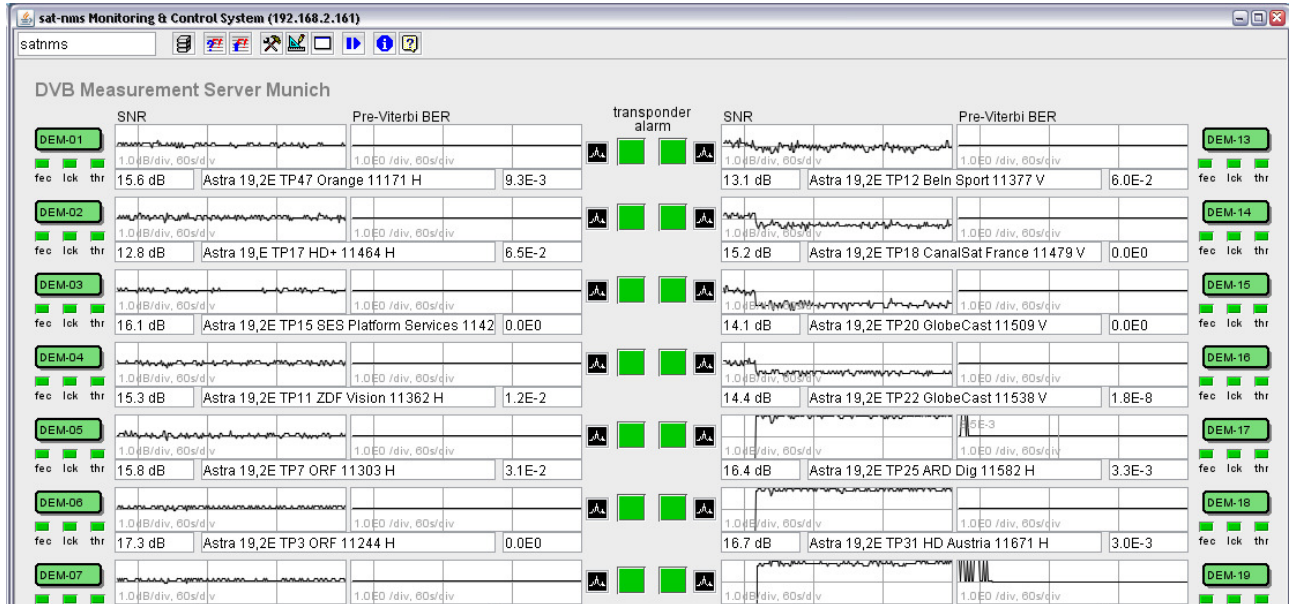 sat-nms Monitoring & Control System (192.168.2.161)
satnms
DVB Measurement Server Munich
SNR Pre-Viterbi BER transponder alarm SNR Pre-Viterbi BER
DEM-01 DEM-13
1.0dB/div, 60s/div 1.0E0 /div, 60s/div 1.0dB/div, 60s/div 1.0E0 /div, 60s/div
fec lck thr 15.6 dB Astra 19,2E TP47 Orange 11171 H 9.3E-3 13.1 dB Astra 19,2E TP12 BeIn Sport 11377 V 6.0E-2 fec lck thr
DEM-02 DEM-14
1.0dB/div, 60s/div 1.0E0 /div, 60s/div 1.0dB/div, 60s/div 1.0E0 /div, 60s/div
fec lck thr 12.8 dB Astra 19,E TP17 HD+ 11464 H 6.5E-2 15.2 dB Astra 19,2E TP18 CanalSat France 11479 V 0.0E0 fec lck thr
DEM-03 DEM-15
1.0dB/div, 60s/div 1.0E0 /div, 60s/div 1.0dB/div, 60s/div 1.0E0 /div, 60s/div
fec lck thr 16.1 dB Astra 19,2E TP15 SES Platform Services 1142 0.0E0 14.1 dB Astra 19,2E TP20 GlobeCast 11509 V 0.0E0 fec lck thr
DEM-04 DEM-16
1.0dB/div, 60s/div 1.0E0 /div, 60s/div 1.0dB/div, 60s/div 1.0E0 /div, 60s/div
fec lck thr 15.3 dB Astra 19,2E TP11 ZDF Vision 11362 H 1.2E-2 14.4 dB Astra 19,2E TP22 GlobeCast 11538 V 1.8E-8 fec lck thr
DEM-05 DEM-17
1.0dB/div, 60s/div 1.0E0 /div, 60s/div 1.0dB/div, 60s/div 1.0E0 /div, 60s/div
fec lck thr 15.8 dB Astra 19,2E TP7 ORF 11303 H 3.1E-2 16.4 dB Astra 19,2E TP25 ARD Dig 11582 H 3.3E-3 fec lck thr
DEM-06 DEM-18
1.0dB/div, 60s/div 1.0E0 /div, 60s/div 1.0dB/div, 60s/div 1.0E0 /div, 60s/div
fec lck thr 17.3 dB Astra 19,2E TP3 ORF 11244 H 0.0E0 16.7 dB Astra 19,2E TP31 HD Austria 11671 H 3.0E-3 fec lck thr
DEM-07 DEM-19
1.0dB/div, 60s/div 1.0E0 /div, 60s/div 1.0dB/div, 60s/div 1.0E0 /div, 60s/div